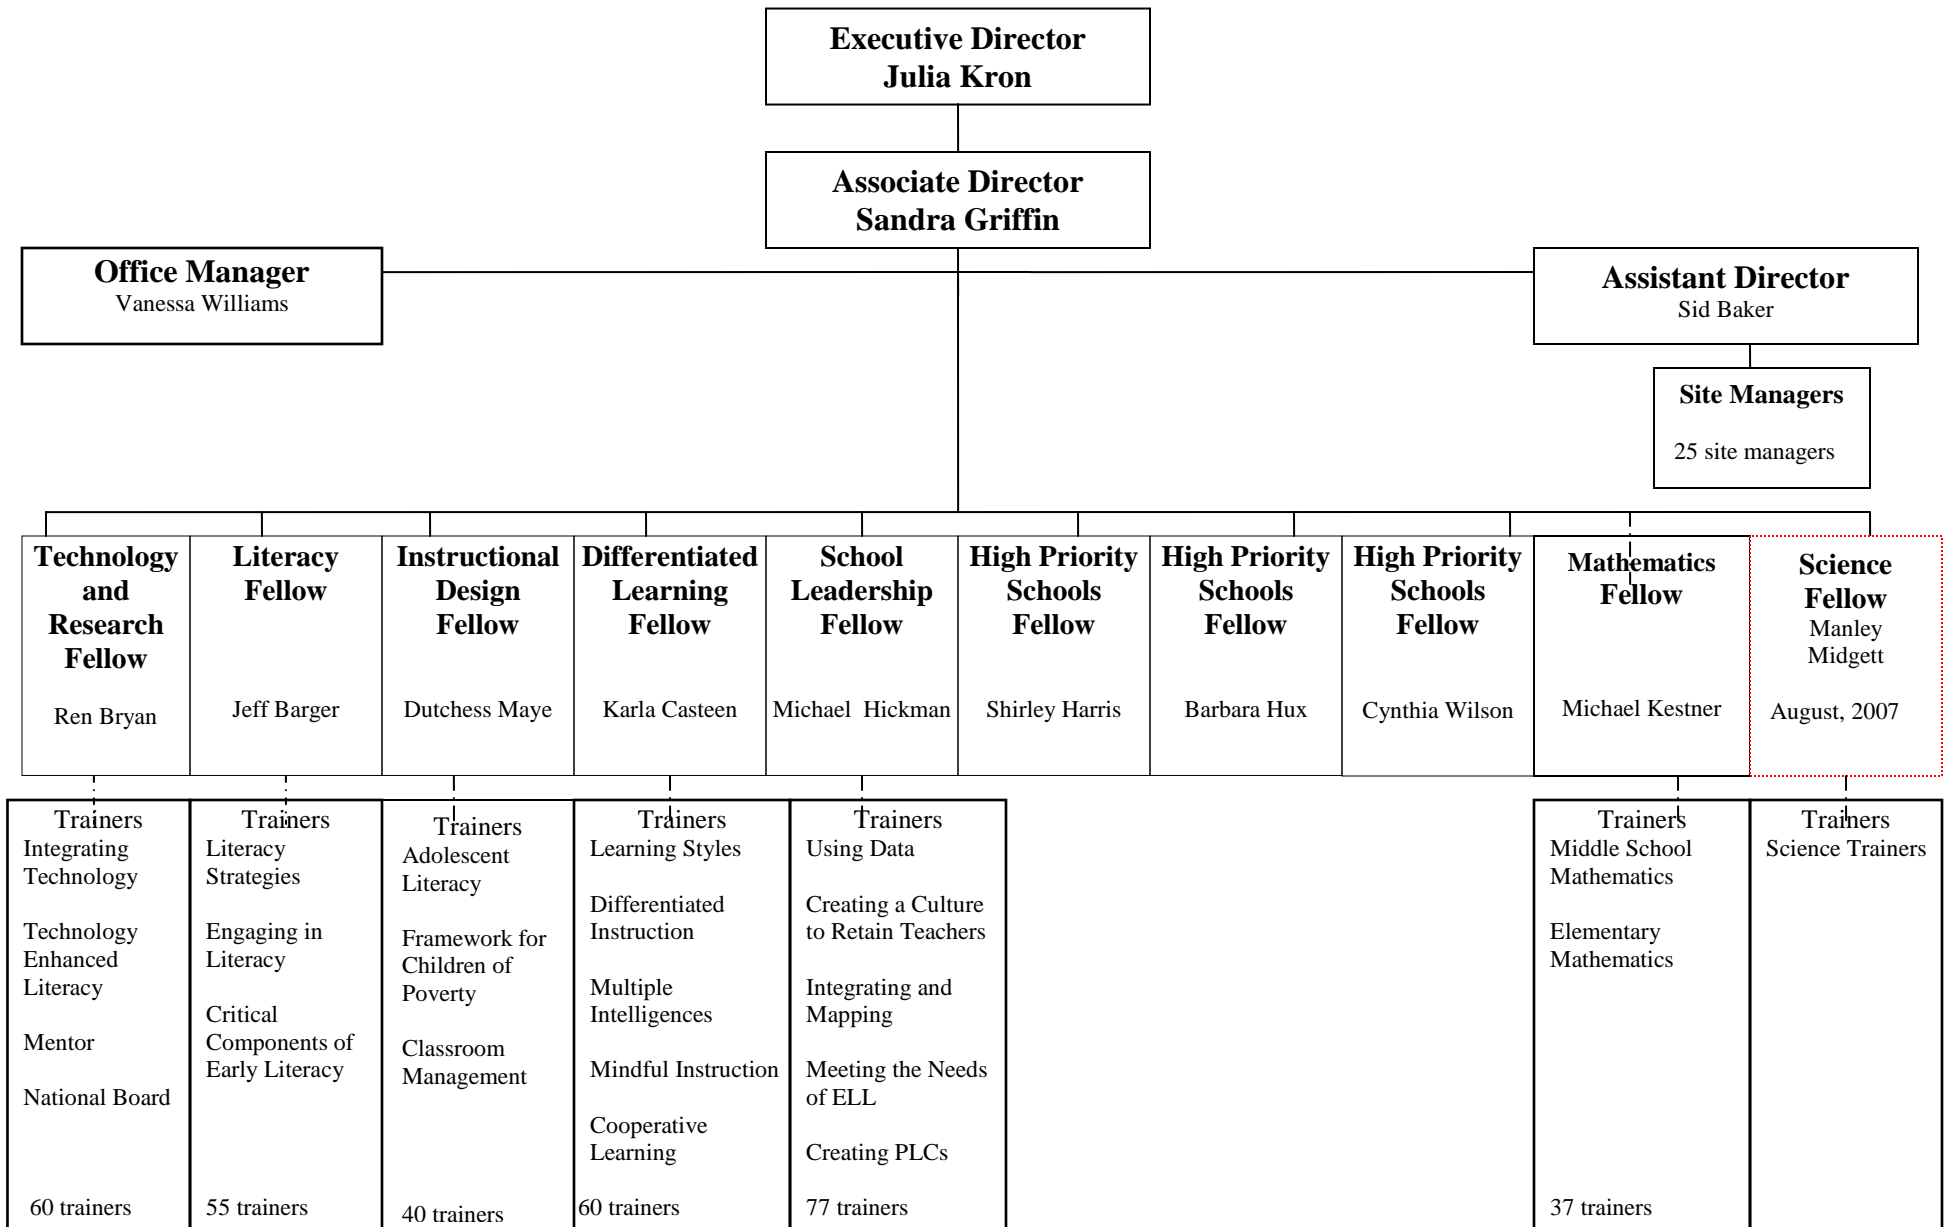 Executive Director
Julia Kron
Associate Director
Sandra Griffin
Office Manager
Vanessa Williams
Assistant Director
Sid Baker
Site Managers
25 site managers
Technology
and
Research
Fellow
Ren Bryan
Literacy
Fellow
Jeff Barger
Instructional
Design
Fellow
Dutchess Maye
Differentiated
Learning
Fellow
Karla Casteen
School
Leadership
Fellow
Michael  Hickman
High Priority
Schools
Fellow
Shirley Harris
High Priority
Schools
Fellow
Barbara Hux
High Priority
Schools
Fellow
Cynthia Wilson
Mathematics
Fellow
Michael Kestner
Science
Fellow
Manley
Midgett
August, 2007
Trainers
Integrating
Technology
Technology
Enhanced
Literacy
Mentor
National Board
60 trainers
Trainers
Literacy
Strategies
Engaging in
Literacy
Critical
Components of
Early Literacy
55 trainers
Trainers
Adolescent
Literacy
Framework for
Children of
Poverty
Classroom
Management
40 trainers
Trainers
Learning Styles
Differentiated
Instruction
Multiple
Intelligences
Mindful Instruction
Cooperative
Learning
60 trainers
Trainers
Using Data
Creating a Culture
to Retain Teachers
Integrating and
Mapping
Meeting the Needs
of ELL
Creating PLCs
77 trainers
Trainers
Middle School
Mathematics
Elementary
Mathematics
37 trainers
Trainers
Science Trainers